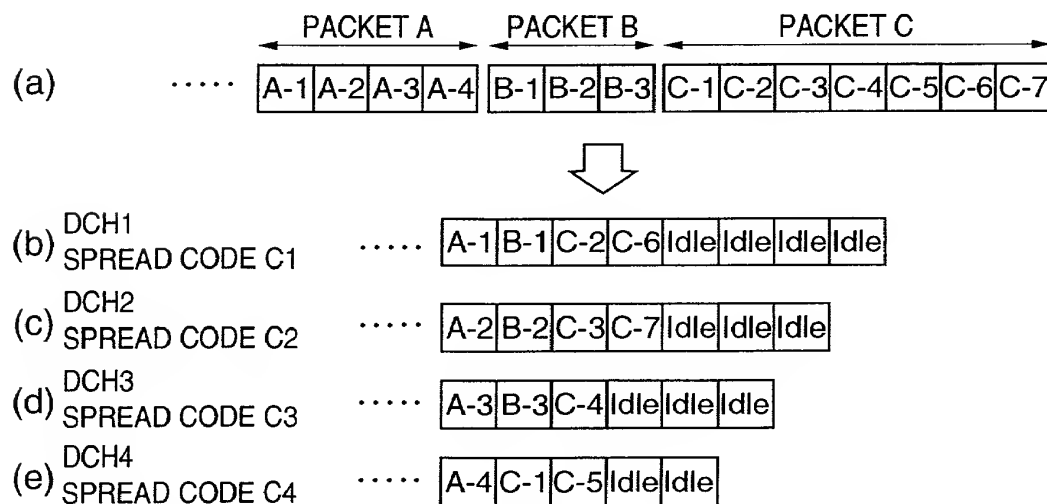 PACKET A PACKET B PACKET C
(a) ····· A-1 A-2 A-3 A-4 B-1 B-2 B-3 C-1 C-2 C-3 C-4 C-5 C-6 C-7
(b) DCH1
SPREAD CODE C1 ····· A-1 B-1 C-2 C-6 Idle Idle Idle Idle
(c) DCH2
SPREAD CODE C2 ····· A-2 B-2 C-3 C-7 Idle Idle Idle
(d) DCH3
SPREAD CODE C3 ····· A-3 B-3 C-4 Idle Idle Idle
(e) DCH4
SPREAD CODE C4 ····· A-4 C-1 C-5 Idle Idle